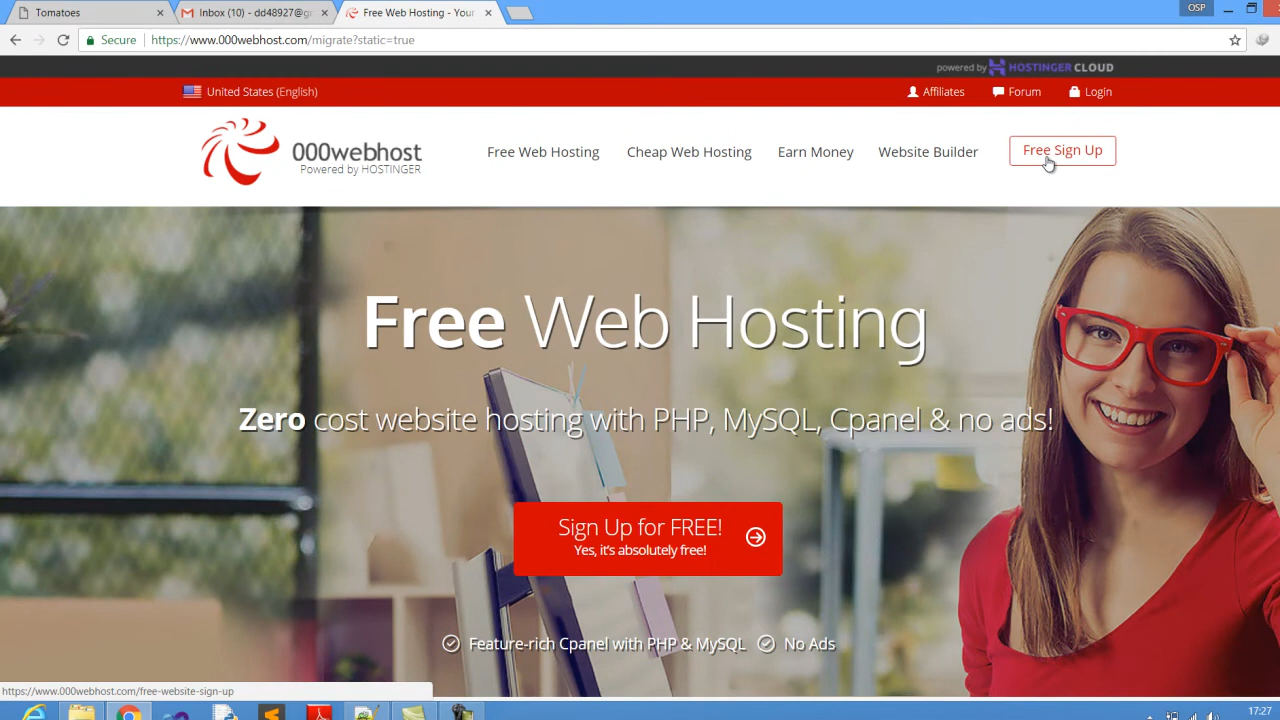 Tomatoes
Inbox (10) - dd48927@g
Free Web Hosting - Your
OSP
Secure
https://www.000webhost.com/migrate?static=true
powered by HOSTINGER CLOUD
United States (English)
Affiliates
Forum
Login
000webhost
Powered by HOSTINGER
Free Web Hosting
Cheap Web Hosting
Earn Money
Website Builder
Free Sign Up
Free Web Hosting
Zero cost website hosting with PHP, MySQL, Cpanel & no ads!
Sign Up for FREE!
Yes, it's absolutely free!
Feature-rich Cpanel with PHP & MySQL
No Ads
https://www.000webhost.com/free-website-sign-up
17:27